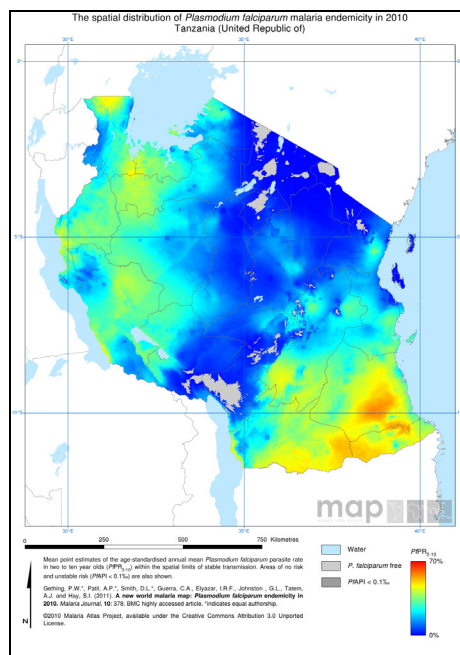 The spatial distribution of Plasmodium falciparum malaria endemicity in 2010
Tanzania (United Republic of)
30°E
35°E
40°E
0°
5°S
5°S
10°S
10°S
30°E
35°E
40°E
map
0
250
500
750 Kilometres
Mean point estimates of the age-standardised annual mean Plasmodium falciparum parasite rate
in two to ten year olds (PfPR2-10) within the spatial limits of stable transmission. Areas of no risk
and unstable risk (PfAPI < 0.1‰) are also shown.
Gething, P.W.*, Patil, A.P.*, Smith, D.L.*, Guerra, C.A., Elyazar, I.R.F., Johnston , G.L., Tatem,
A.J. and Hay, S.I. (2011). A new world malaria map: Plasmodium falciparum endemicity in
2010. Malaria Journal, 10: 378. BMC highly accessed article. *indicates equal authorship.
©2010 Malaria Atlas Project, available under the Creative Commons Attribution 3.0 Unported
License.
N
Water
P. falciparum free
PfAPI < 0.1‰
PfPR2-10
70%
0%